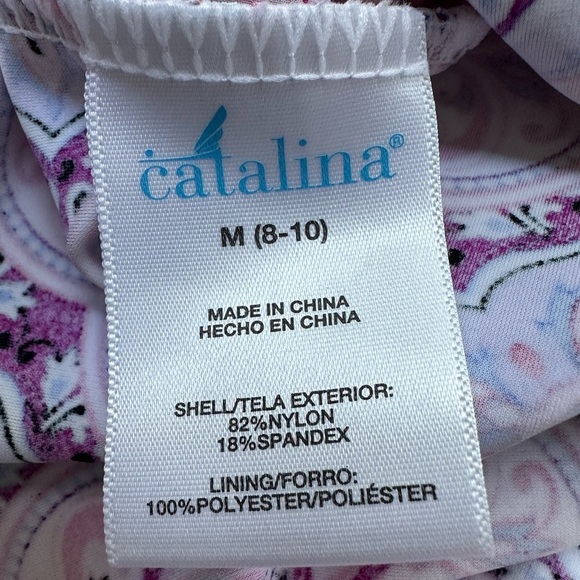 catalina®
M (8-10)
MADE IN CHINA
HECHO EN CHINA
SHELL/TELA EXTERIOR:
82%NYLON
18%SPANDEX
LINING/FORRO:
100%POLYESTER/POLIÉSTER